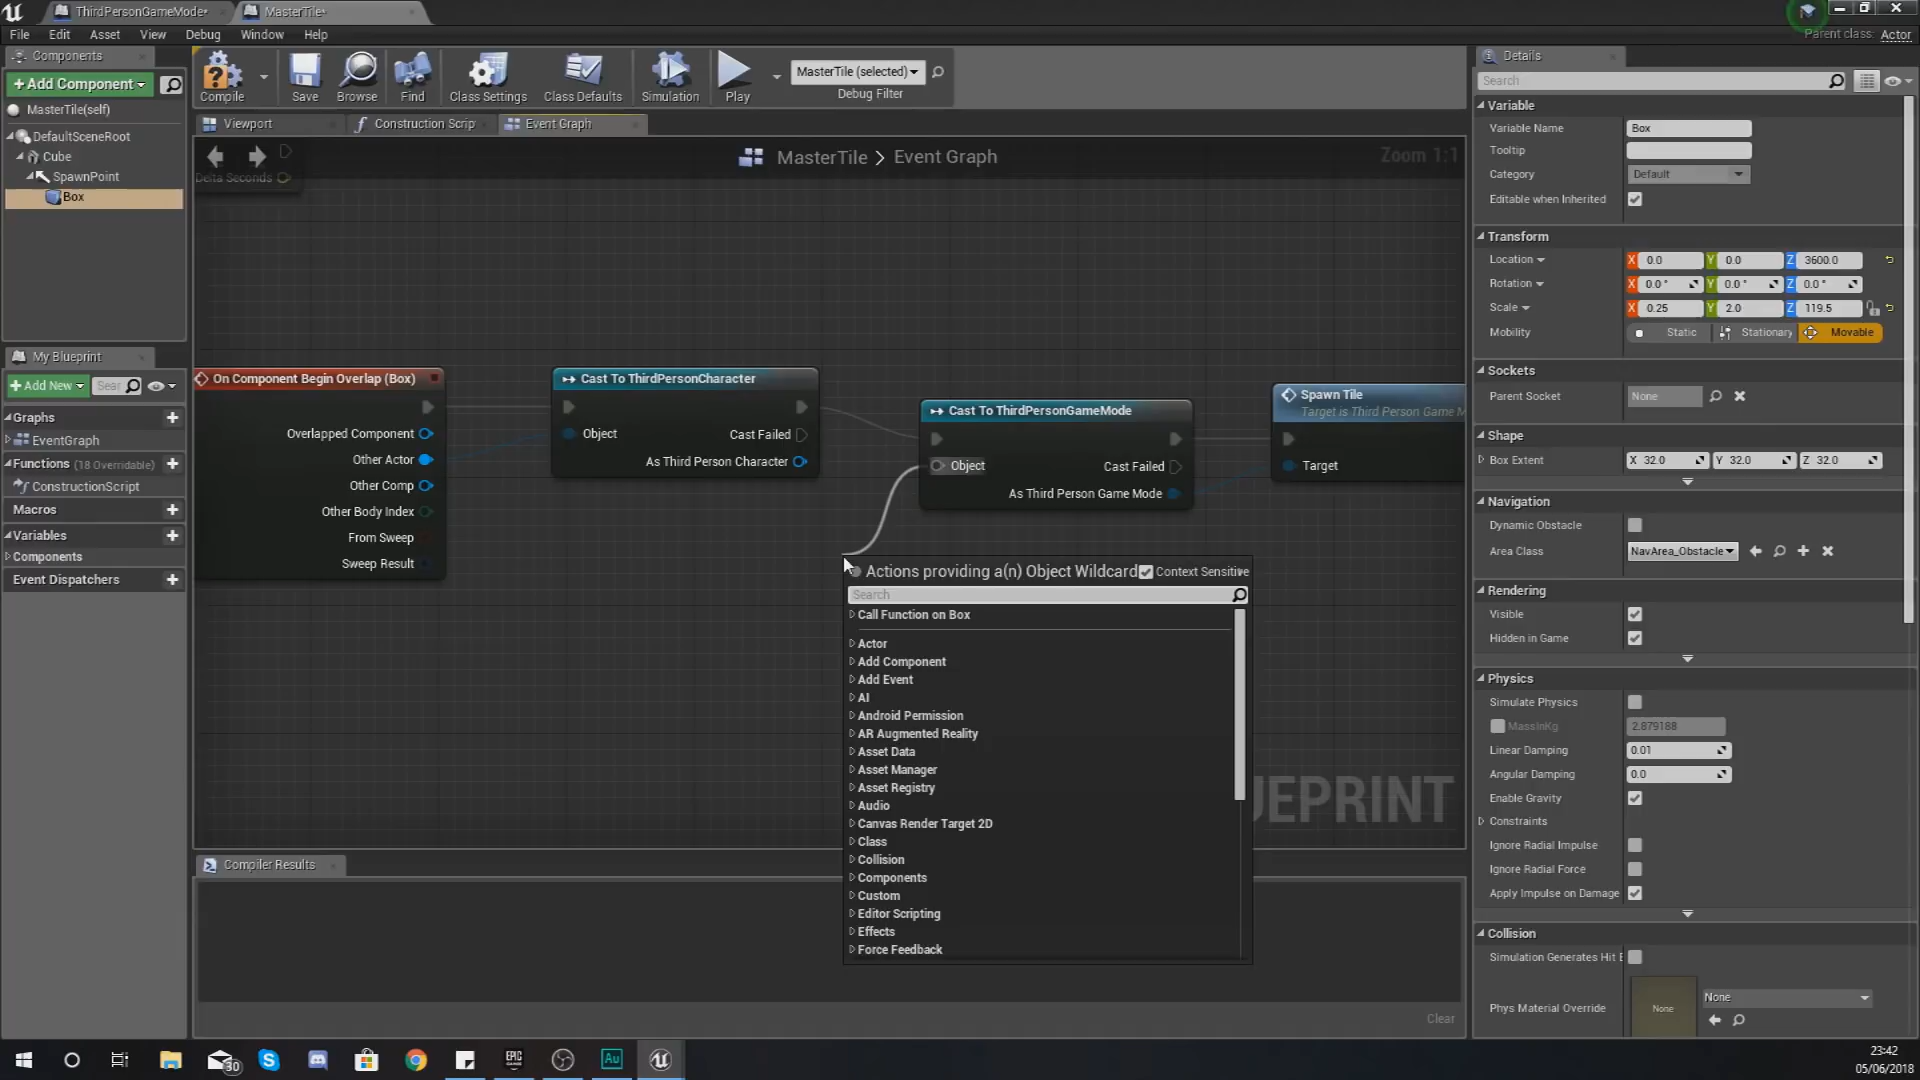 ThirdPersonGameMode*
MasterTile*
File Edit Asset View Debug Window Help
Parent class: Actor
Components
+Add Component
MasterTile(self)
DefaultSceneRoot
Cube
SpawnPoint
Box
Compile
Save
Browse
Find
Class Settings
Class Defaults
Simulation
Play
MasterTile (selected)
Debug Filter
Viewport
Construction Scrip
Event Graph
MasterTile > Event Graph
Zoom 1:1
Delta Seconds
My Blueprint
+Add New
Sear
Graphs
EventGraph
Functions (18 Overridable)
ConstructionScript
Macros
Variables
Components
Event Dispatchers
On Component Begin Overlap (Box)
Overlapped Component
Other Actor
Other Comp
Other Body Index
From Sweep
Sweep Result
Cast To ThirdPersonCharacter
Object
Cast Failed
As Third Person Character
Cast To ThirdPersonGameMode
Object
Cast Failed
As Third Person Game Mode
Spawn Tile
Target is Third Person Game M
Target
Actions providing a(n) Object Wildcard
Context Sensitive
Search
Call Function on Box
Actor
Add Component
Add Event
AI
Android Permission
AR Augmented Reality
Asset Data
Asset Manager
Asset Registry
Audio
Canvas Render Target 2D
Class
Collision
Components
Custom
Editor Scripting
Effects
Force Feedback
UEPRINT
Compiler Results
Clear
Details
Search
Variable
Variable Name Box
Tooltip
Category Default
Editable when Inherited
Transform
Location X 0.0 Y 0.0 Z 3600.0
Rotation X 0.0 ° Y 0.0 ° Z 0.0 °
Scale X 0.25 Y 2.0 Z 119.5
Mobility Static Stationary Movable
Sockets
Parent Socket None
Shape
Box Extent X 32.0 Y 32.0 Z 32.0
Navigation
Dynamic Obstacle
Area Class NavArea_Obstacle
Rendering
Visible
Hidden in Game
Physics
Simulate Physics
MassInKg 2.879188
Linear Damping 0.01
Angular Damping 0.0
Enable Gravity
Constraints
Ignore Radial Impulse
Ignore Radial Force
Apply Impulse on Damage
Collision
Simulation Generates Hit E
Phys Material Override None None
30
EPIC
GAMES
Au
23:42
05/06/2018